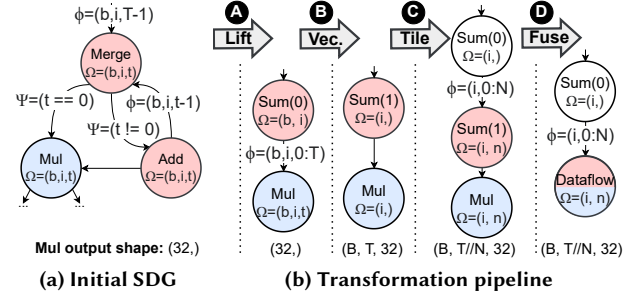 ϕ=(b,i,T-1)
Merge
Ω=(b,i,t)
Ψ=(t == 0)
ϕ=(b,i,t-1)
Ψ=(t != 0)
Mul
Ω=(b,i,t)
Add
Ω=(b,i,t)
...
...
Mul output shape: (32,)
(a) Initial SDG
A
Lift
Sum(0)
Ω=(b, i)
ϕ=(b,i,0:T)
Mul
Ω=(b,i,t)
(32,)
B
Vec.
Sum(1)
Ω=(i,)
Mul
Ω=(i,)
(B, T, 32)
C
Tile
Sum(0)
Ω=(i,)
ϕ=(i,0:N)
Sum(1)
Ω=(i, n)
Mul
Ω=(i, n)
(B, T//N, 32)
D
Fuse
Sum(0)
Ω=(i,)
ϕ=(i,0:N)
Dataflow
Ω=(i, n)
(B, T//N, 32)
(b) Transformation pipeline